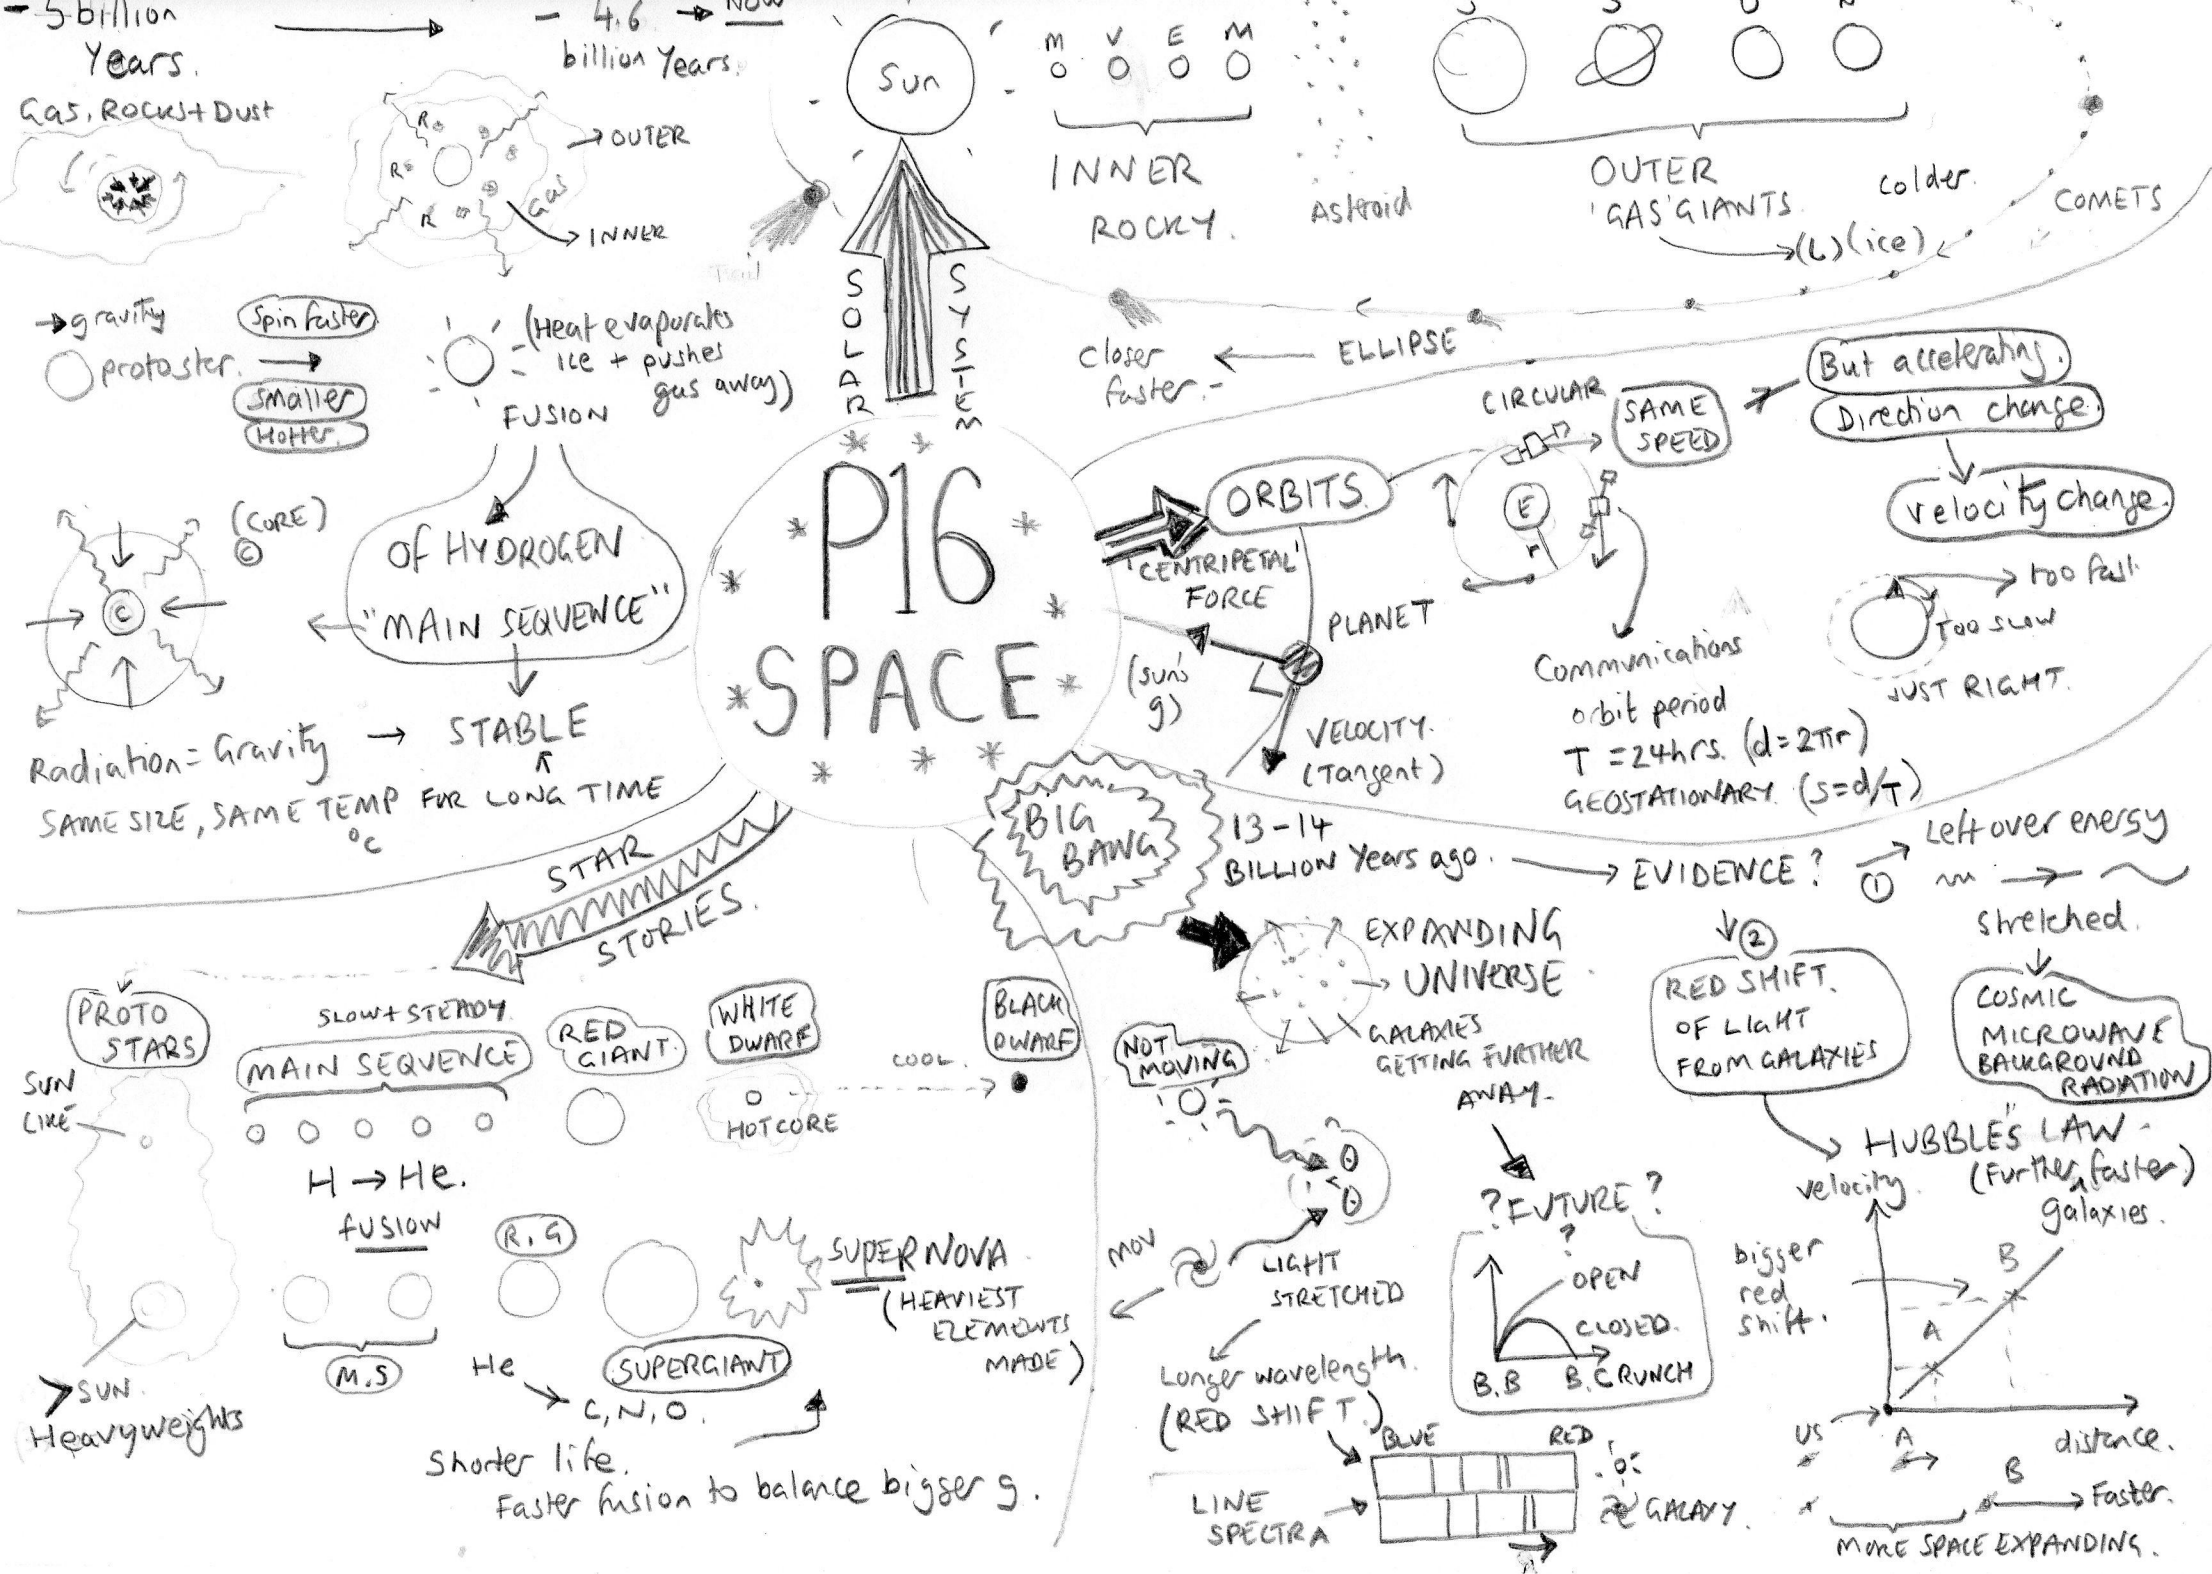 - 5 billion
Years.
- 4.6 → NOW
billion Years.
Gas, Rocks + Dust
R
R
R
Gas
→ OUTER
→ INNER
→ gravity
protostar. →
Spin faster
smaller
Hotter.
(Heat evaporates
ice + pushes
gas away)
FUSION
OF HYDROGEN
"MAIN SEQUENCE"
(CORE)
C
C
Radiation = Gravity → STABLE
SAME SIZE, SAME TEMP FOR LONG TIME
°C
Sun
M V E M
INNER
ROCKY.
Asteroid
OUTER
'GAS' GIANTS
→ (L) (ice)
colder.
COMETS
Tail
SOLAR
SYSTEM
closer
faster -
ELLIPSE
P16
SPACE
ORBITS
'CENTRIPETAL'
FORCE
PLANET
(sun's
g)
VELOCITY.
(Tangent)
CIRCULAR
E
r
SAME
SPEED
But accelerating.
Direction change.
velocity change.
too fast
TOO SLOW
JUST RIGHT.
Communications
orbit period
T = 24hrs. (d=2πr)
GEOSTATIONARY. (s=d/T)
STAR
STORIES.
PROTO
STARS
SUN
LIKE
SLOW + STEADY
MAIN SEQUENCE
RED
GIANT.
WHITE
DWARF
HOT CORE
COOL.
BLACK
DWARF
H → He.
fusion
R.G
SUPERNOVA
(HEAVIEST
ELEMENTS
MADE)
M.S
He
C, N, O.
SUPERGIANT
> SUN
Heavyweights
Shorter life.
Faster fusion to balance bigger g.
BIG
BANG
13-14
BILLION Years ago.
→ EVIDENCE?
①
Left over energy
stretched.
COSMIC
MICROWAVE
BACKGROUND
RADIATION
②
RED SHIFT.
OF LIGHT
FROM GALAXIES
EXPANDING
UNIVERSE
GALAXIES
GETTING FURTHER
AWAY.
NOT
MOVING
MOV
LIGHT
STRETCHED
Longer wavelength.
(RED SHIFT.)
? FUTURE ?
?
OPEN
CLOSED.
B.B B.CRUNCH
HUBBLE'S LAW -
(Further, faster)
galaxies.
velocity.
bigger
red
shift.
B
A
distance.
US
A
B
→ Faster.
MORE SPACE EXPANDING.
BLUE RED
LINE
SPECTRA
GALAXY.